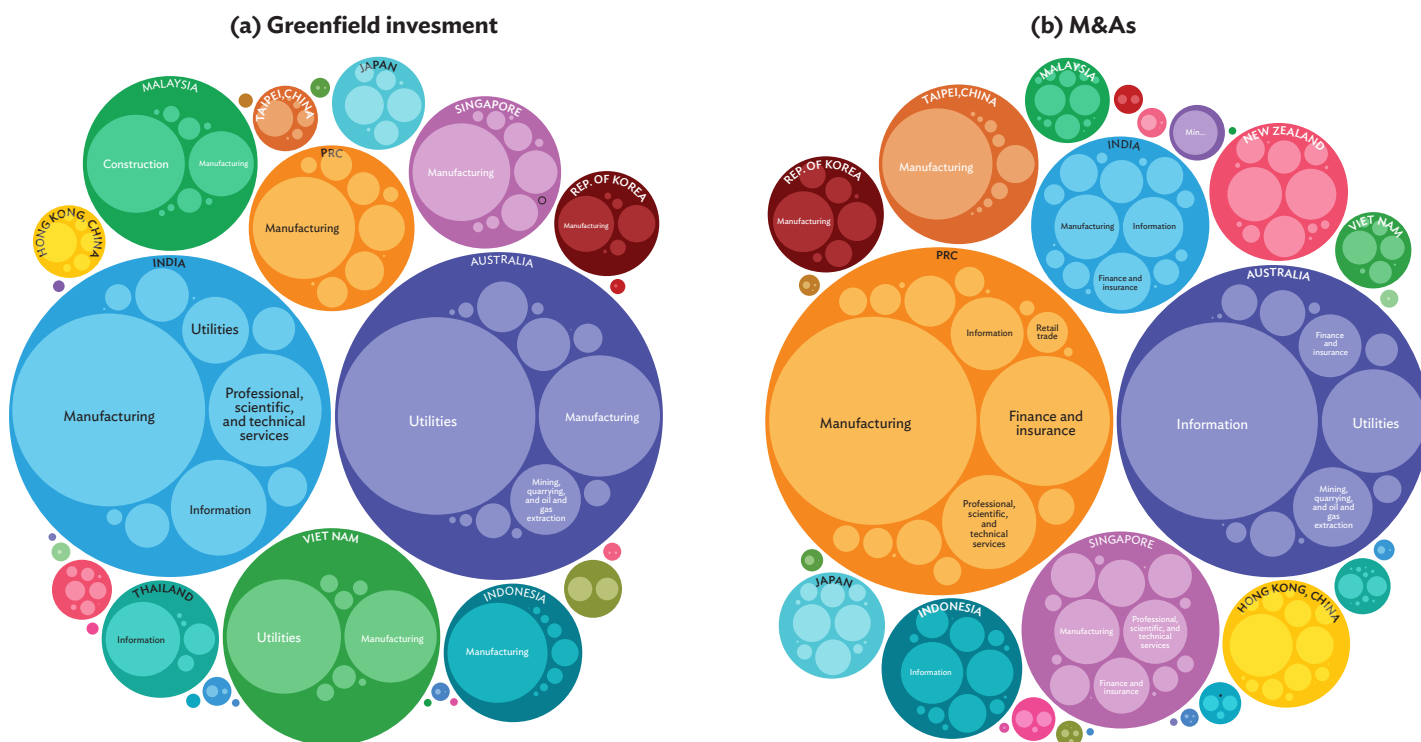 (a) Greenfield invesment
MALAYSIA
Construction
Manufacturing
TAIPEI,CHINA
JAPAN
SINGAPORE
Manufacturing
PRC
Manufacturing
REP. OF KOREA
Manufacturing
HONG KONG, CHINA
INDIA
Utilities
Manufacturing
Professional,
scientific,
and technical
services
Information
AUSTRALIA
Utilities
Manufacturing
Mining,
quarrying,
and oil and
gas
extraction
THAILAND
Information
VIET NAM
Utilities
Manufacturing
INDONESIA
Manufacturing
(b) M&As
MALAYSIA
TAIPEI,CHINA
Manufacturing
Min...
INDIA
Manufacturing
Information
Finance and
insurance
NEW ZEALAND
REP. OF KOREA
Manufacturing
VIET NAM
PRC
Information
Retail
trade
Manufacturing
Finance and
insurance
Professional,
scientific,
and
technical
services
AUSTRALIA
Finance
and
insurance
Information
Utilities
Mining,
quarrying,
and oil and gas
extraction
JAPAN
INDONESIA
Information
SINGAPORE
Manufacturing
Professional,
scientific, and
technical
services
Finance and
insurance
HONG KONG, CHINA